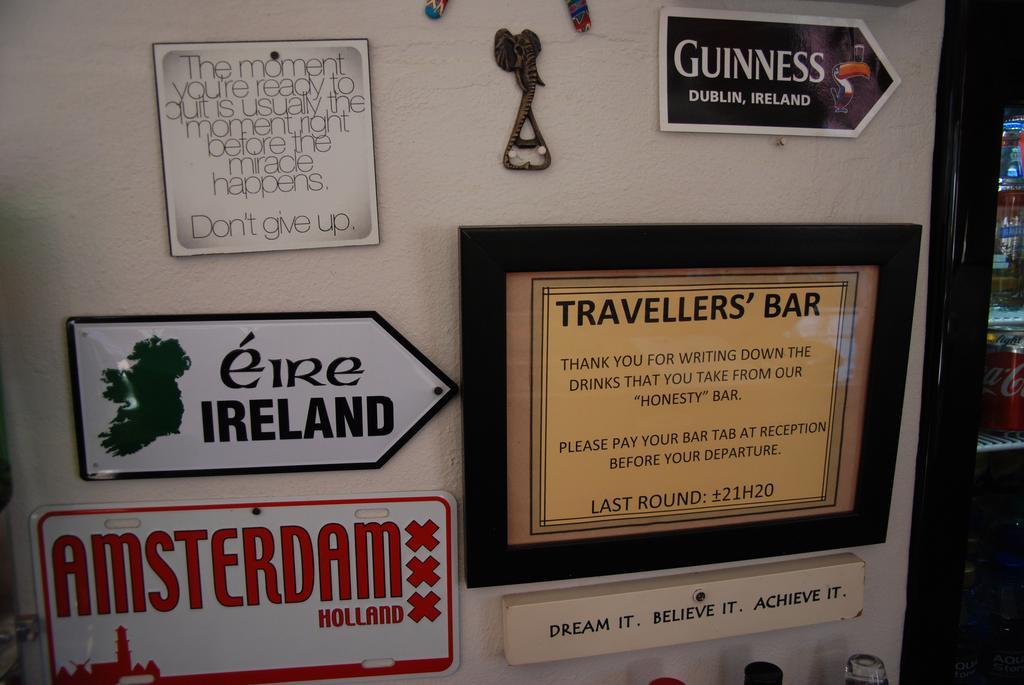 The moment
you're ready to
quit is usually the
moment right
before the
miracle
happens.
Don't give up.
GUINNESS
DUBLIN, IRELAND
éire
IRELAND
TRAVELLERS' BAR
THANK YOU FOR WRITING DOWN THE
DRINKS THAT YOU TAKE FROM OUR
"HONESTY" BAR.
PLEASE PAY YOUR BAR TAB AT RECEPTION
BEFORE YOUR DEPARTURE.
LAST ROUND: ±21H20
AMSTERDAM
HOLLAND
XXX
DREAM IT. BELIEVE IT. ACHIEVE IT.